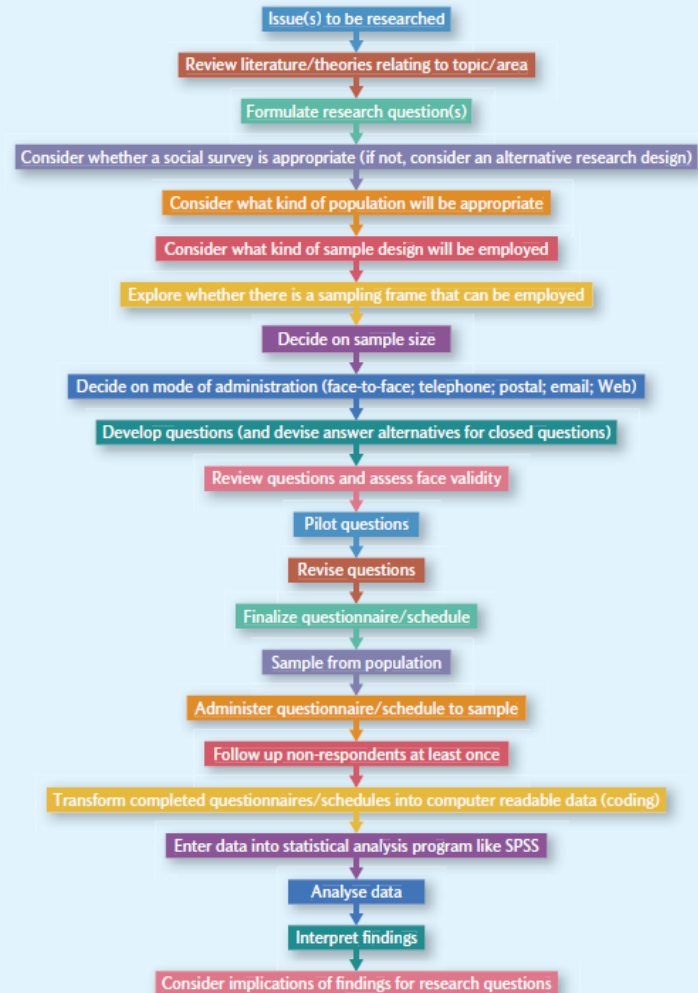 Issue(s) to be researched
Review literature/theories relating to topic/area
Formulate research question(s)
Consider whether a social survey is appropriate (if not, consider an alternative research design)
Consider what kind of population will be appropriate
Consider what kind of sample design will be employed
Explore whether there is a sampling frame that can be employed
Decide on sample size
Decide on mode of administration (face-to-face; telephone; postal; email; Web)
Develop questions (and devise answer alternatives for closed questions)
Review questions and assess face validity
Pilot questions
Revise questions
Finalize questionnaire/schedule
Sample from population
Administer questionnaire/schedule to sample
Follow up non-respondents at least once
Transform completed questionnaires/schedules into computer readable data (coding)
Enter data into statistical analysis program like SPSS
Analyse data
Interpret findings
Consider implications of findings for research questions